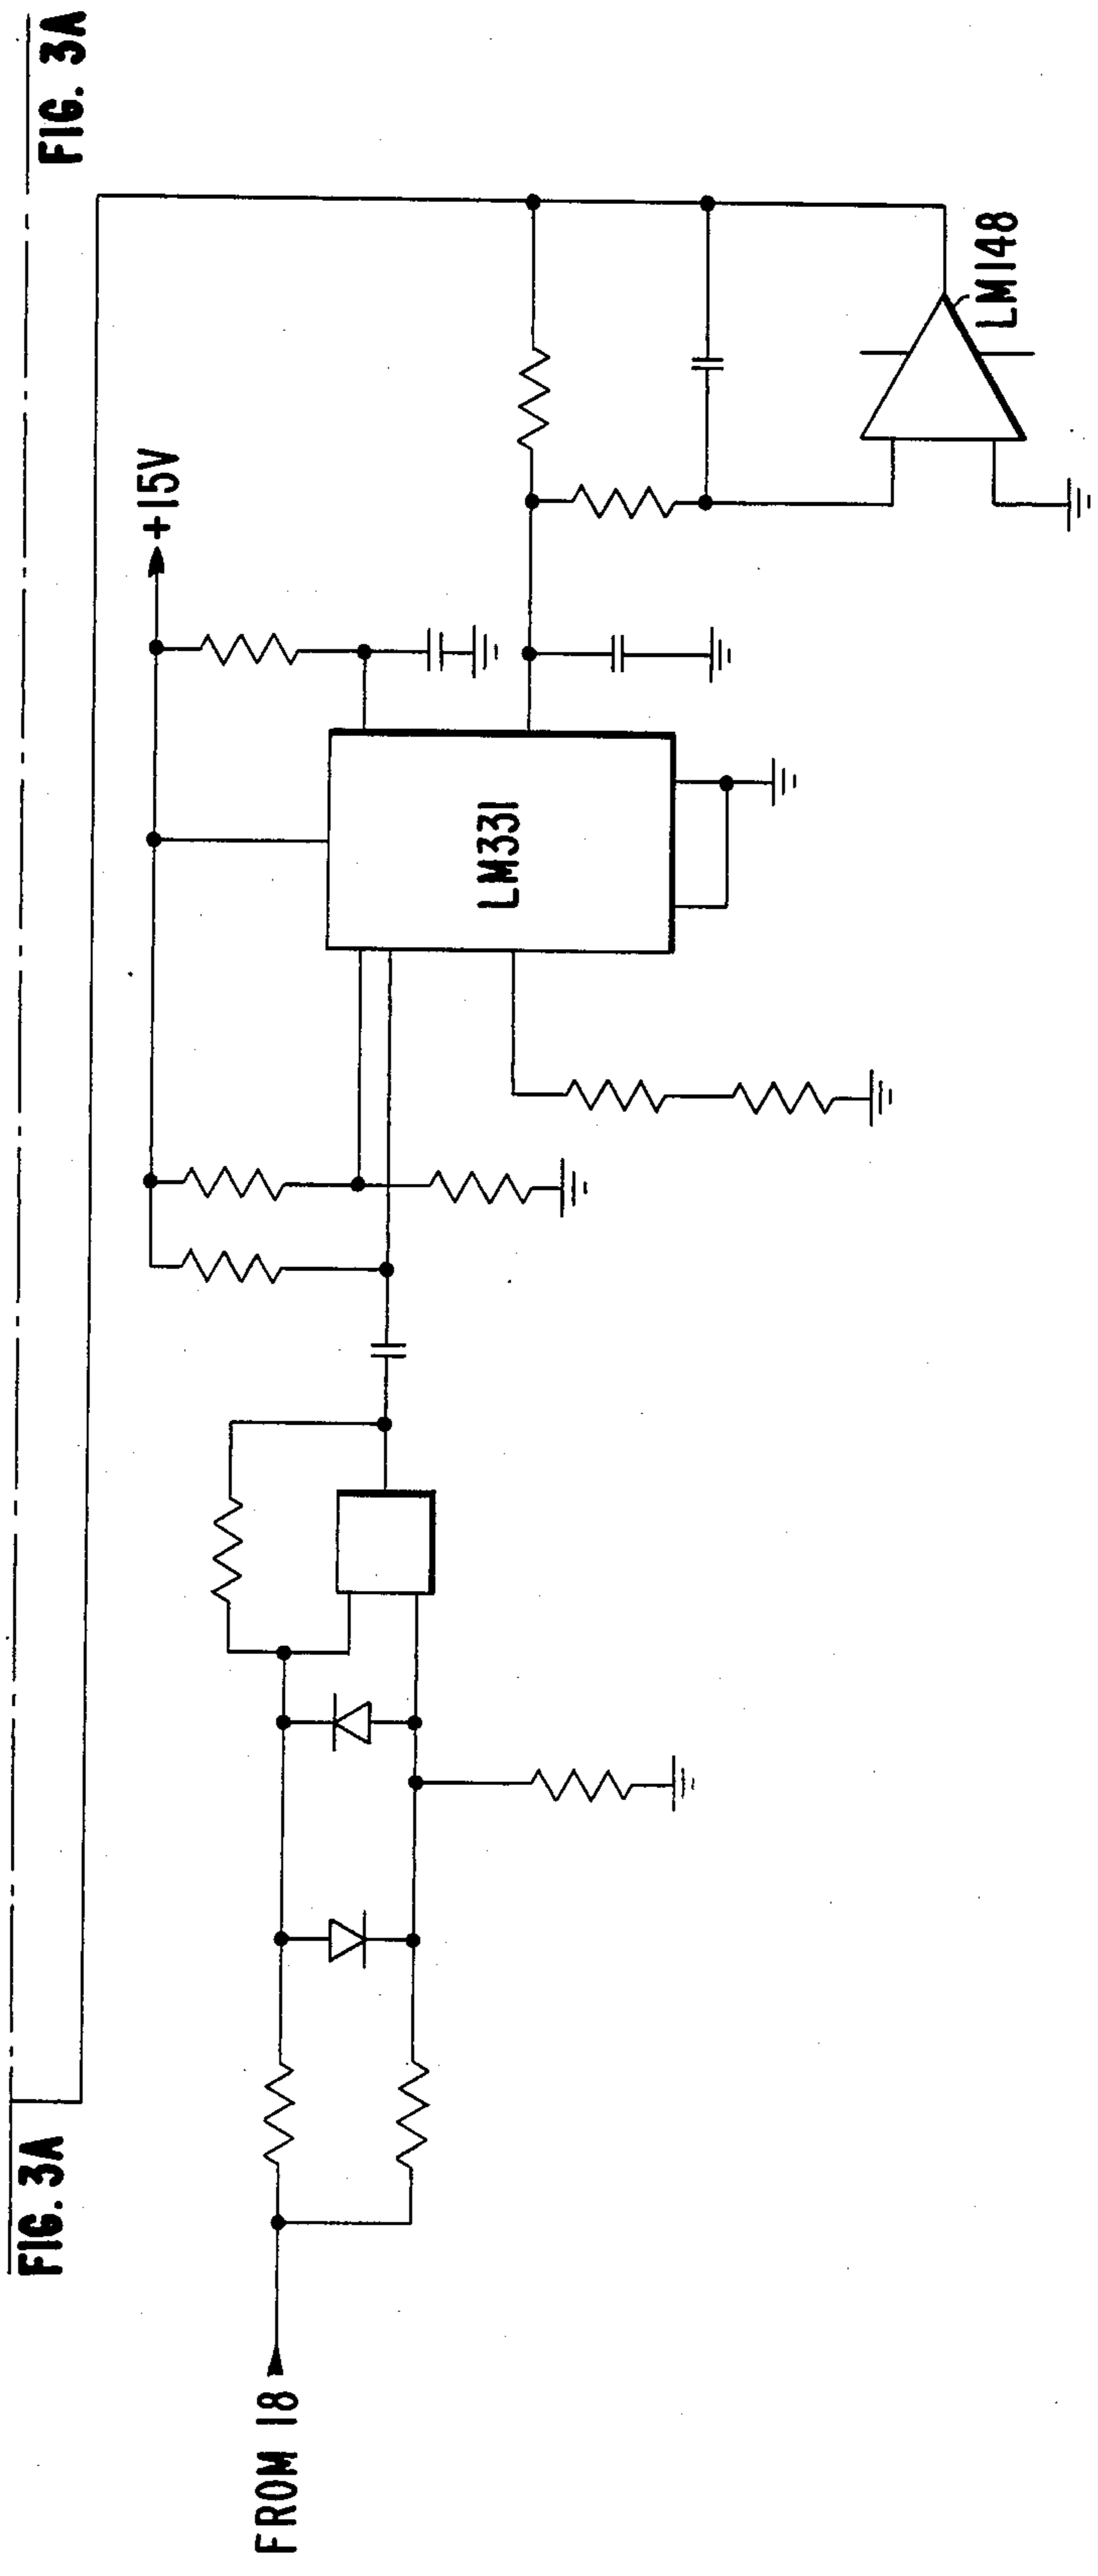 FIG. 3A
FIG. 3A
+15V
LM331
LM148
FROM 18